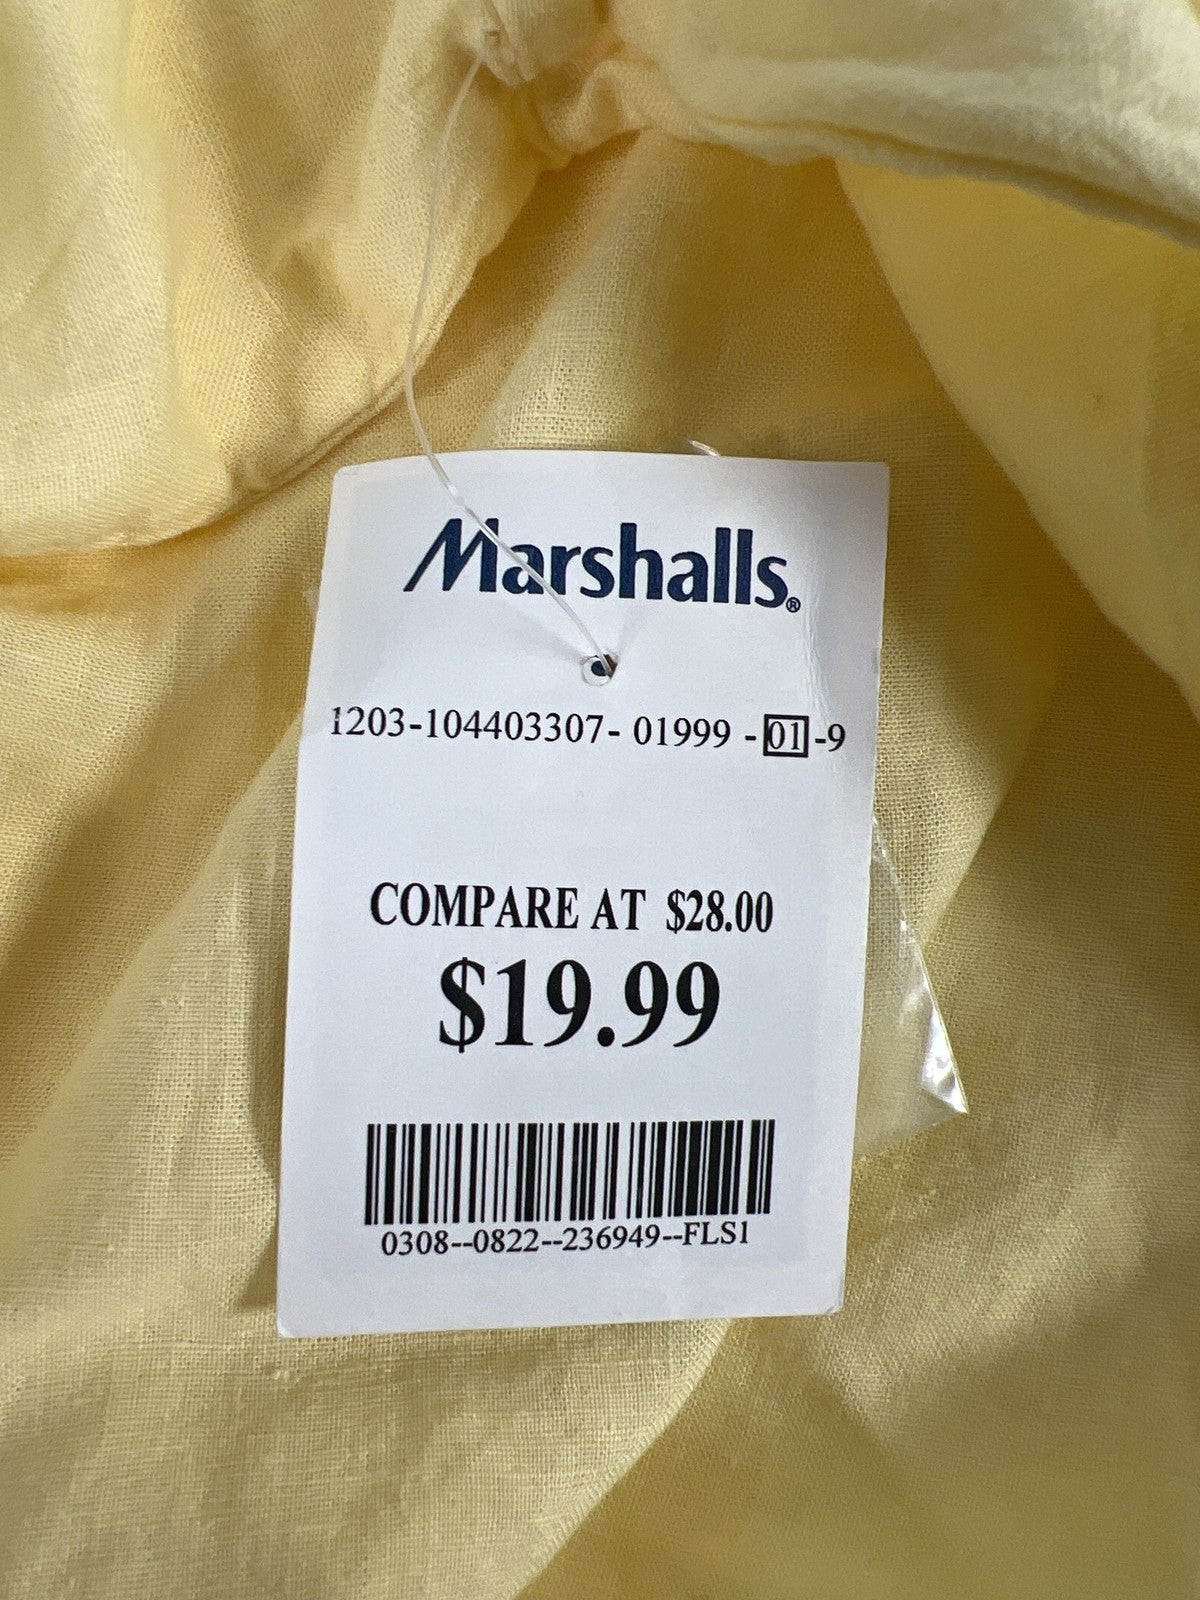 Marshalls®
1203-104403307- 01999 -01-9
COMPARE AT $28.00
$19.99
0308--0822--236949--FLS1